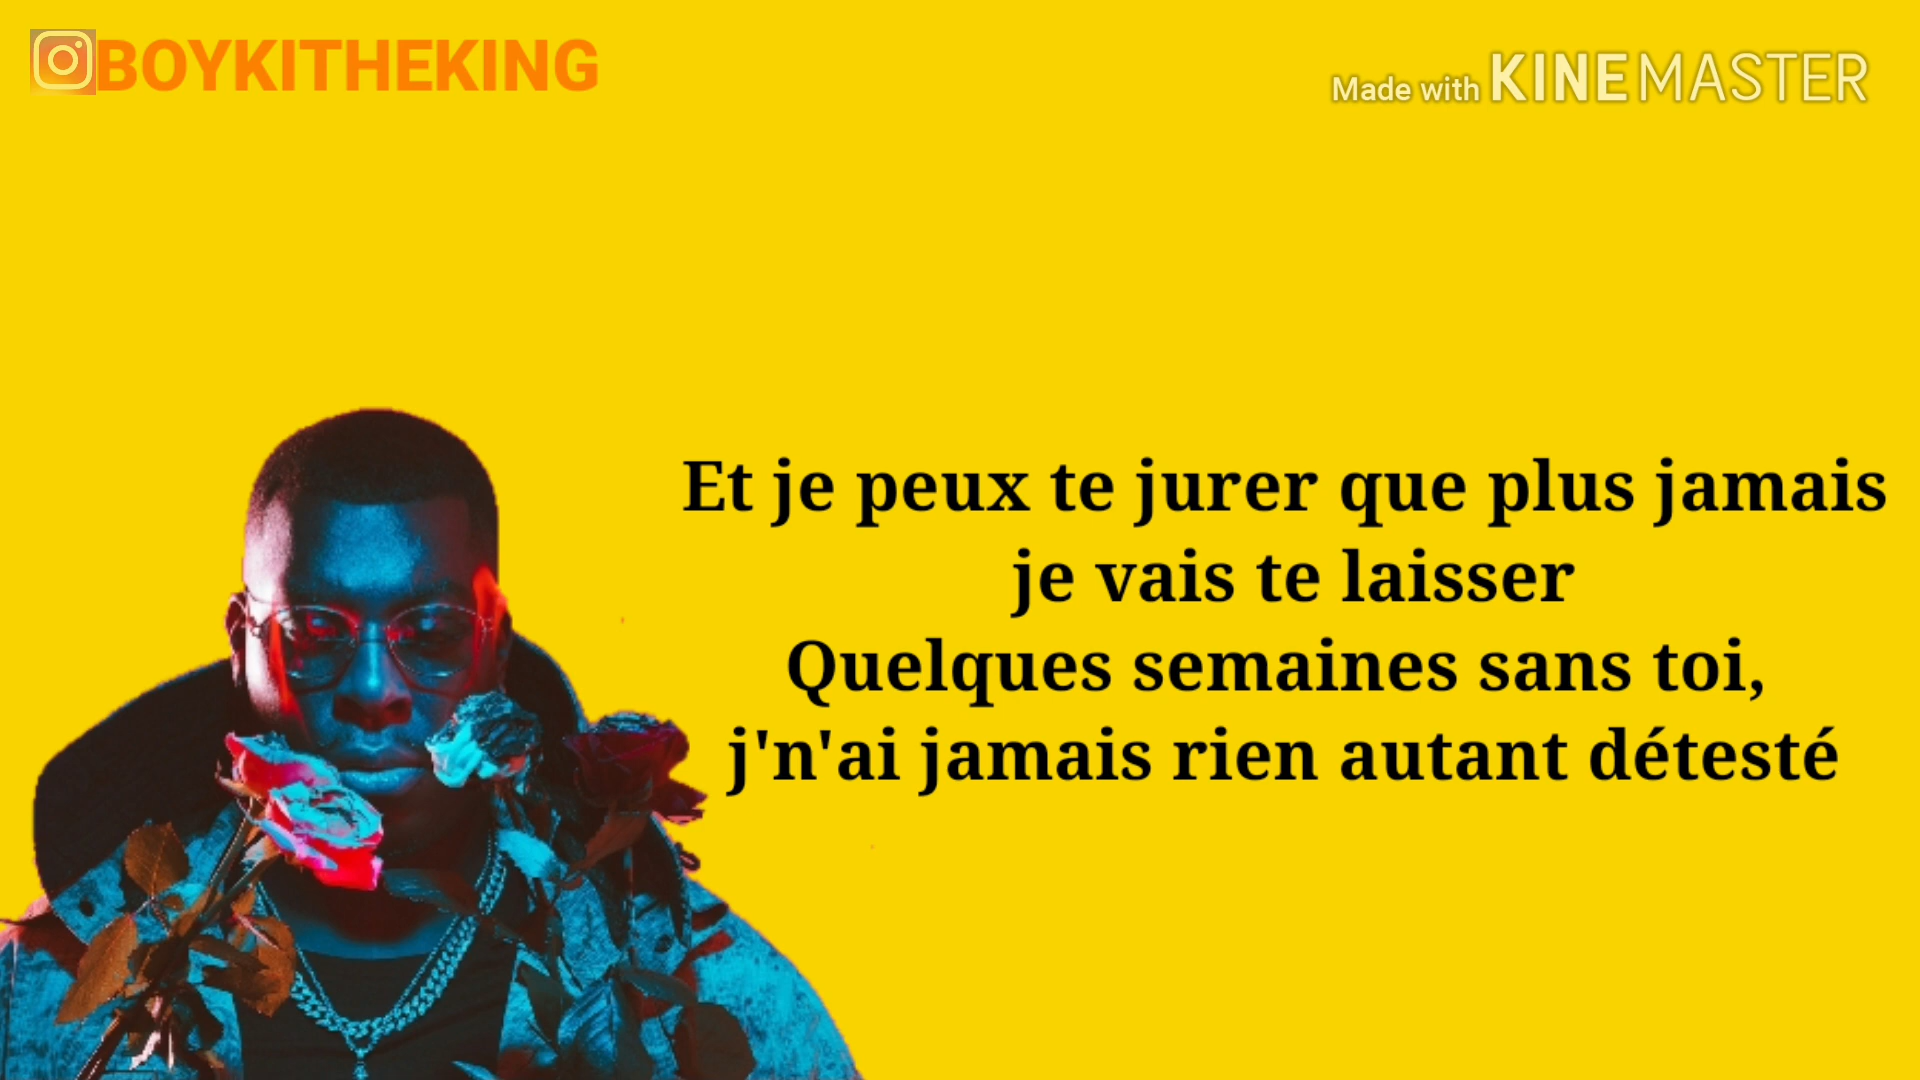 BOYKITHEKING
Made with KINEMASTER
Et je peux te jurer que plus jamais
je vais te laisser
Quelques semaines sans toi,
j'n'ai jamais rien autant détesté